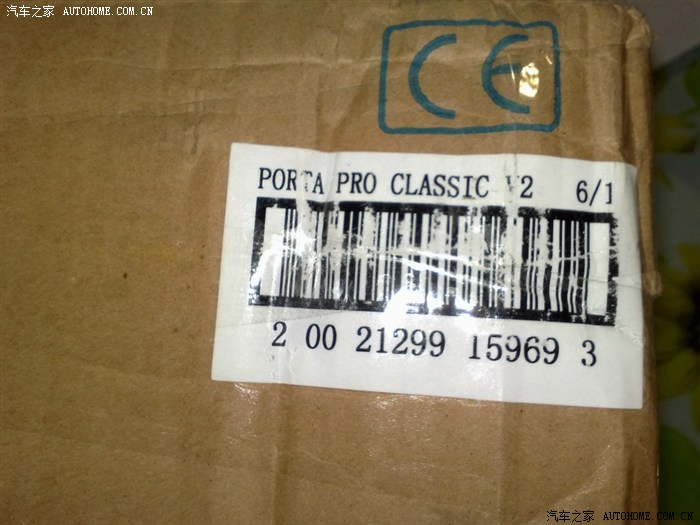 汽车之家 AUTOHOME.COM.CN
CE
PORTA PRO CLASSIC V2 6/1
2 00 21299 15969 3
汽车之家 AUTOHOME.COM.CN